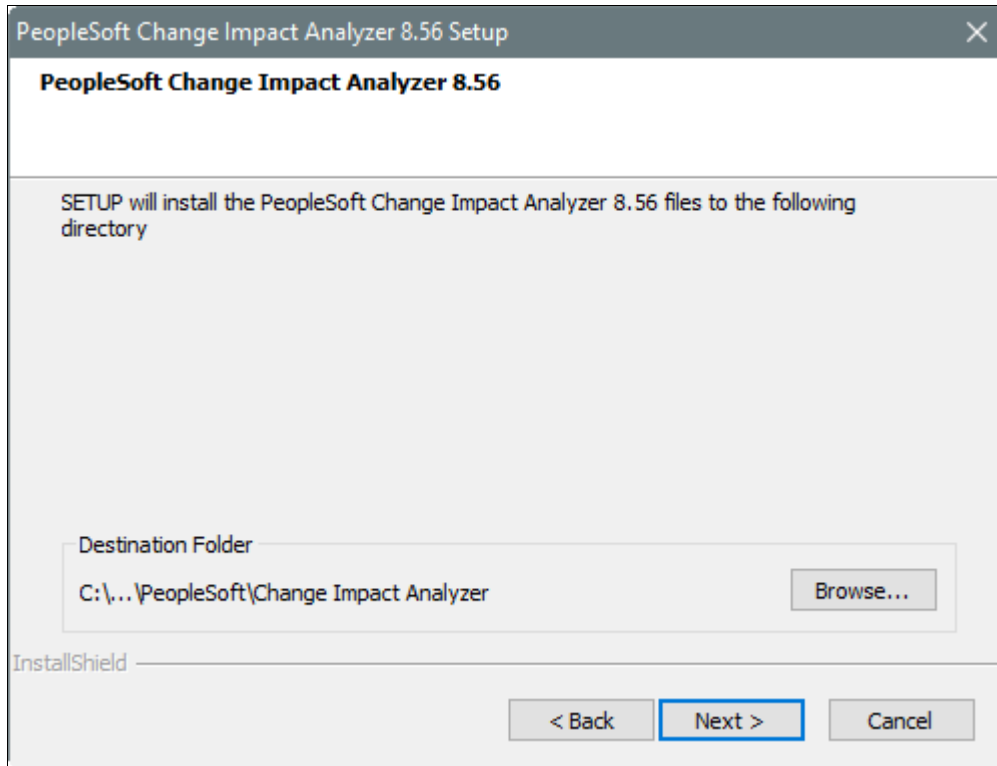 PeopleSoft Change Impact Analyzer 8.56 Setup
PeopleSoft Change Impact Analyzer 8.56
SETUP will install the PeopleSoft Change Impact Analyzer 8.56 files to the following
directory
Destination Folder
C:\...\PeopleSoft\Change Impact Analyzer
Browse...
InstallShield
< Back
Next >
Cancel